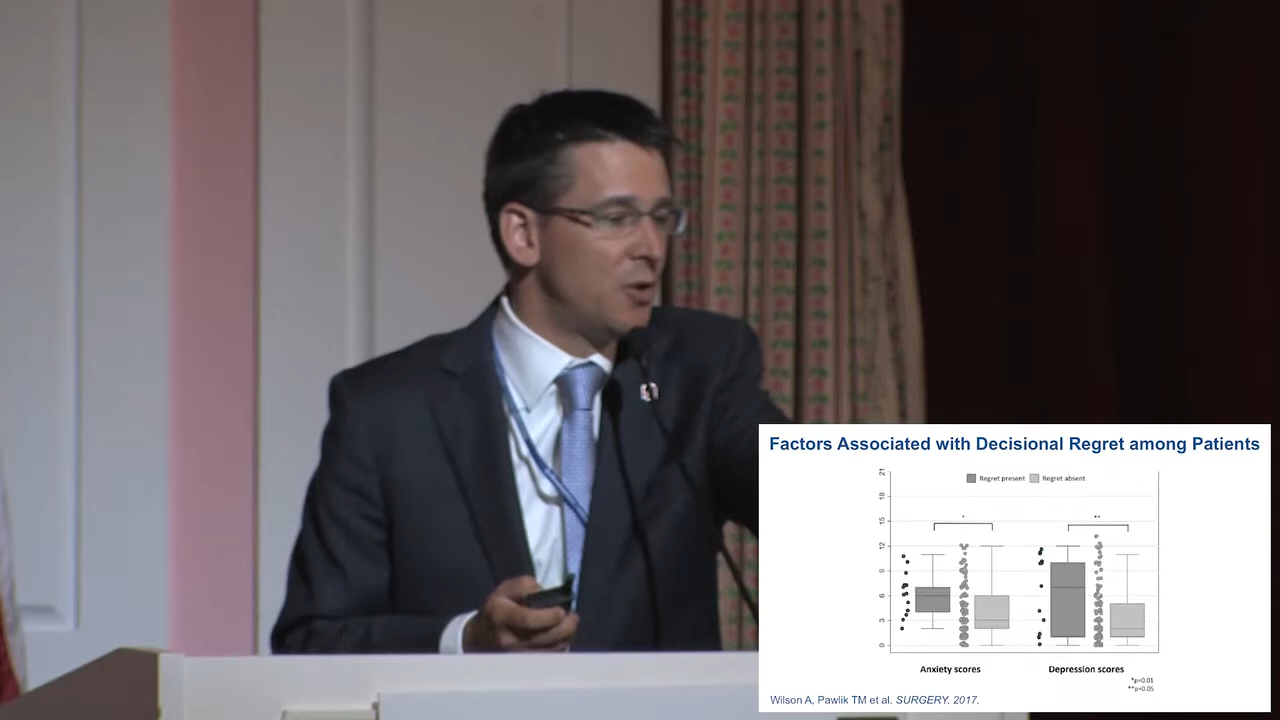 Factors Associated with Decisional Regret among Patients
Regret present Regret absent
21
18
15
12
9
6
3
0
* **
Anxiety scores Depression scores
*p=0.01
**p=0.05
Wilson A, Pawlik TM et al. SURGERY. 2017.